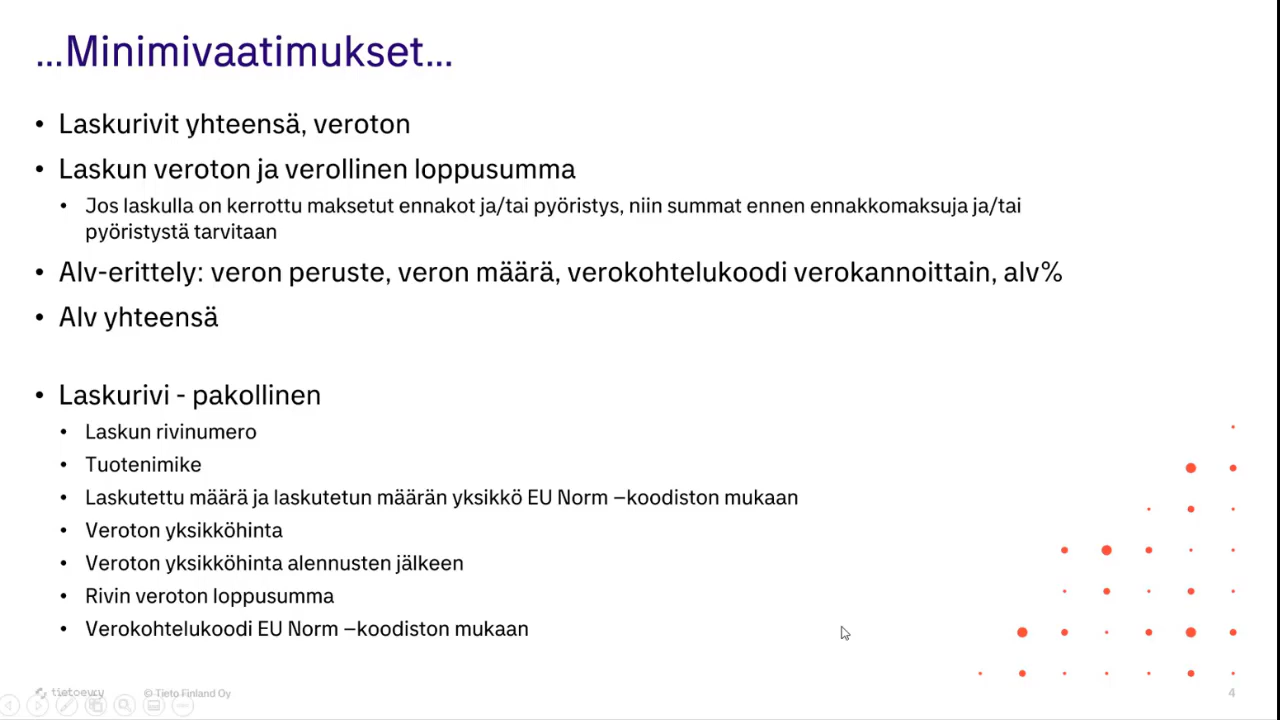 ...Minimivaatimukset...
• Laskurivit yhteensä, veroton
• Laskun veroton ja verollinen loppusumma
• Jos laskulla on kerrottu maksetut ennakot ja/tai pyöristys, niin summat ennen ennakkomaksuja ja/tai
pyöristystä tarvitaan
• Alv-erittely: veron peruste, veron määrä, verokohtelukoodi verokannoittain, alv%
• Alv yhteensä
• Laskurivi - pakollinen
• Laskun rivinumero
• Tuotenimike
• Laskutettu määrä ja laskutetun määrän yksikkö EU Norm –koodiston mukaan
• Veroton yksikköhinta
• Veroton yksikköhinta alennusten jälkeen
• Rivin veroton loppusumma
• Verokohtelukoodi EU Norm –koodiston mukaan
tietoevry © Tieto Finland Oy 4